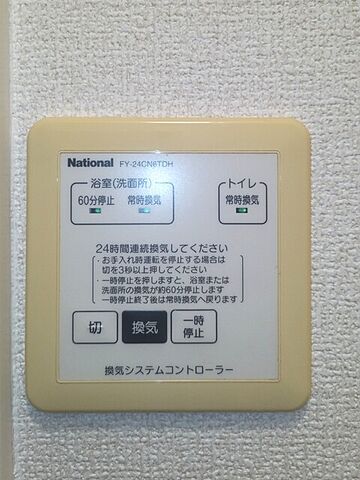 National FY-24CN6TDH
浴室(洗面所) トイレ
60分停止 常時換気 常時換気
24時間連続換気してください
・お手入れ時運転を停止する場合は
切を3秒以上押してください
・一時停止を押しますと、浴室または
洗面所の換気が約60分停止します
一時停止終了後は常時換気へ戻ります
切 換気 一時
停止
換気システムコントローラー